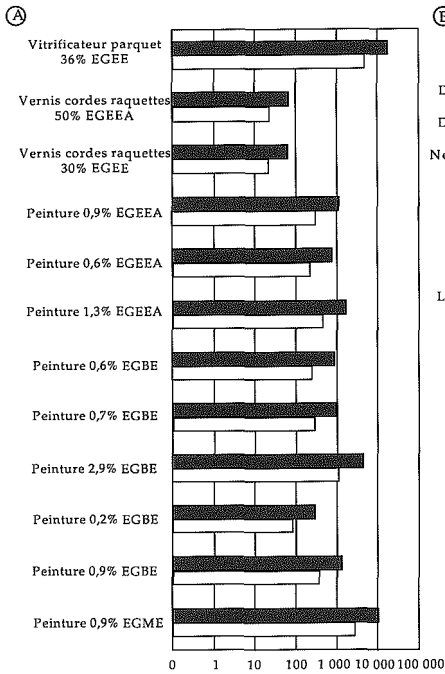 A
Vitrificateur parquet
36% EGEE
Vernis cordes raquettes
50% EGEEA
Vernis cordes raquettes
30% EGEE
Peinture 0,9% EGEEA
Peinture 0,6% EGEEA
Peinture 1,3% EGEEA
Peinture 0,6% EGBE
Peinture 0,7% EGBE
Peinture 2,9% EGBE
Peinture 0,2% EGBE
Peinture 0,9% EGBE
Peinture 0,9% EGME
0 1 10 100 1 000 10 000 100 000
D
D
Ne
L